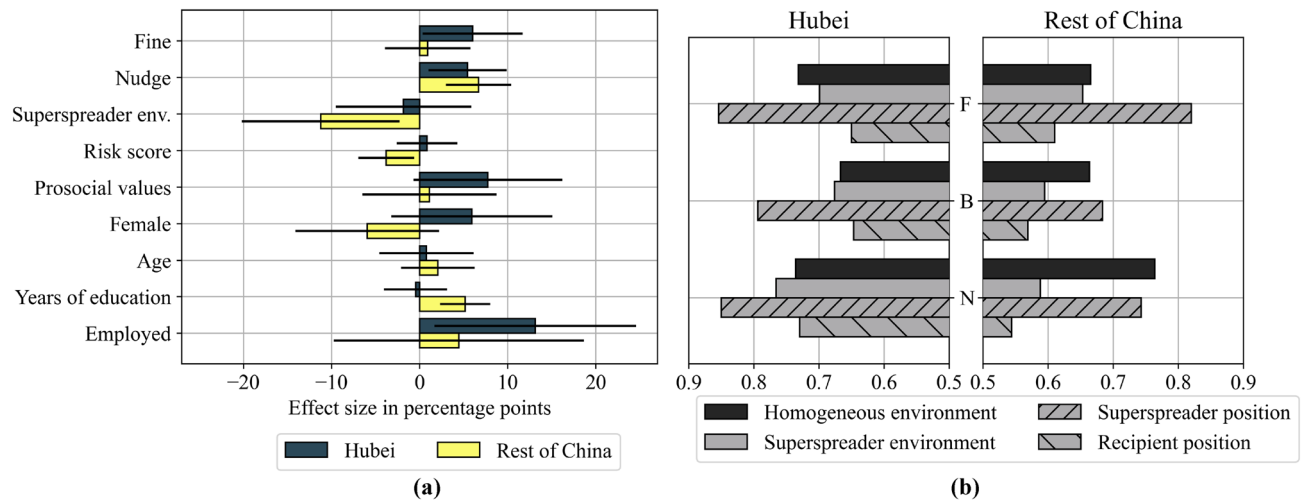 Fine
Nudge
Superspreader env.
Risk score
Prosocial values
Female
Age
Years of education
Employed
−20 −10 0 10 20
Effect size in percentage points
Hubei Rest of China
(a)
Hubei Rest of China
F
B
N
0.9 0.8 0.7 0.6 0.5 0.5 0.6 0.7 0.8 0.9
Homogeneous environment Superspreader position
Superspreader environment Recipient position
(b)